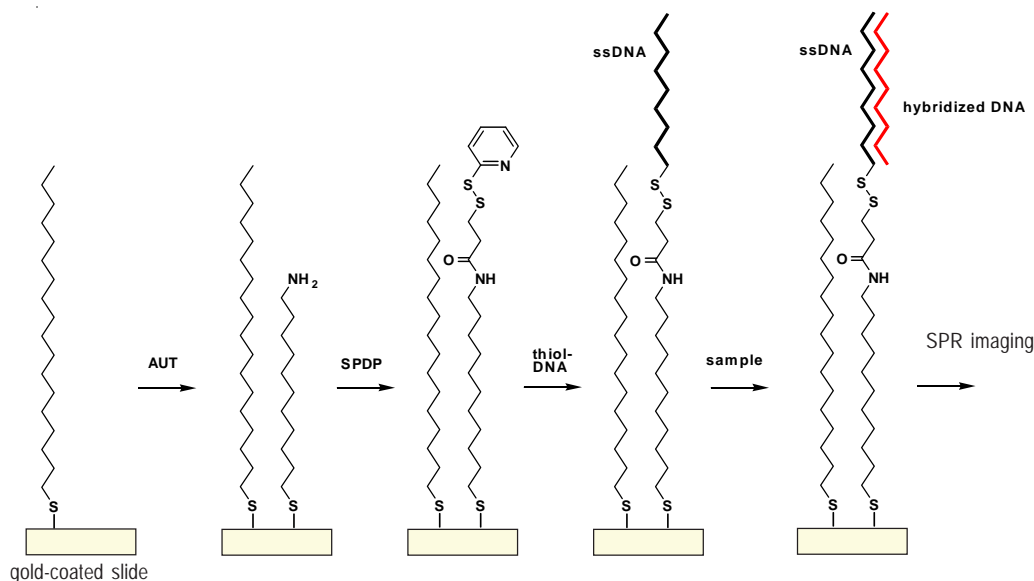 ssDNA
ssDNA
hybridized DNA
N
S
S
S
S
S
S
O
NH
O
NH
O
NH
NH2
AUT
SPDP
thiol-
DNA
sample
SPR imaging
S
S
S
S
S
S
S
S
S
gold-coated slide